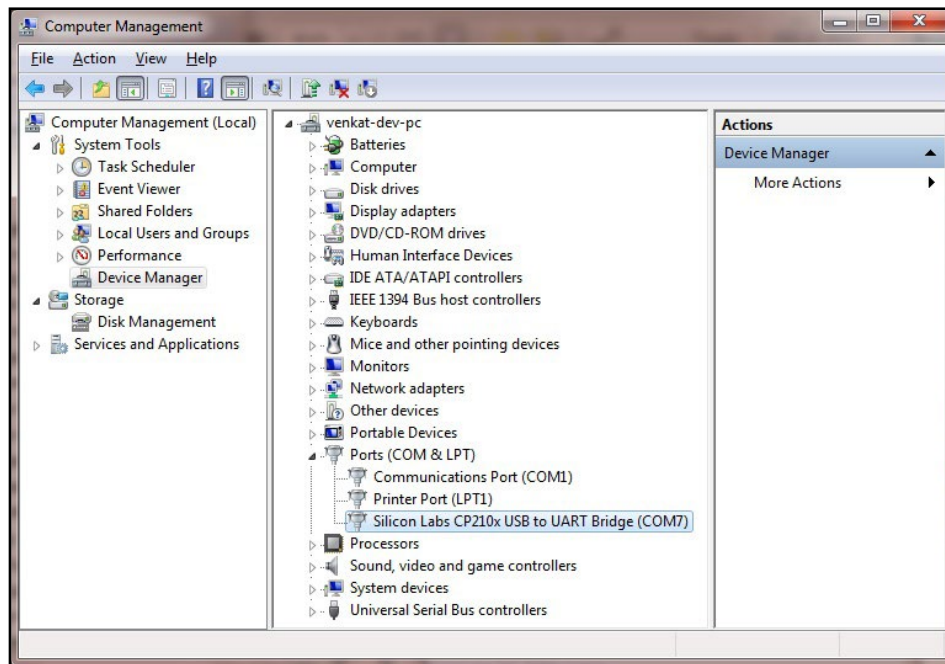 Computer Management
File Action View Help
Computer Management (Local)
System Tools
Task Scheduler
Event Viewer
Shared Folders
Local Users and Groups
Performance
Device Manager
Storage
Disk Management
Services and Applications
venkat-dev-pc
Batteries
Computer
Disk drives
Display adapters
DVD/CD-ROM drives
Human Interface Devices
IDE ATA/ATAPI controllers
IEEE 1394 Bus host controllers
Keyboards
Mice and other pointing devices
Monitors
Network adapters
Other devices
Portable Devices
Ports (COM & LPT)
Communications Port (COM1)
Printer Port (LPT1)
Silicon Labs CP210x USB to UART Bridge (COM7)
Processors
Sound, video and game controllers
System devices
Universal Serial Bus controllers
Actions
Device Manager
More Actions